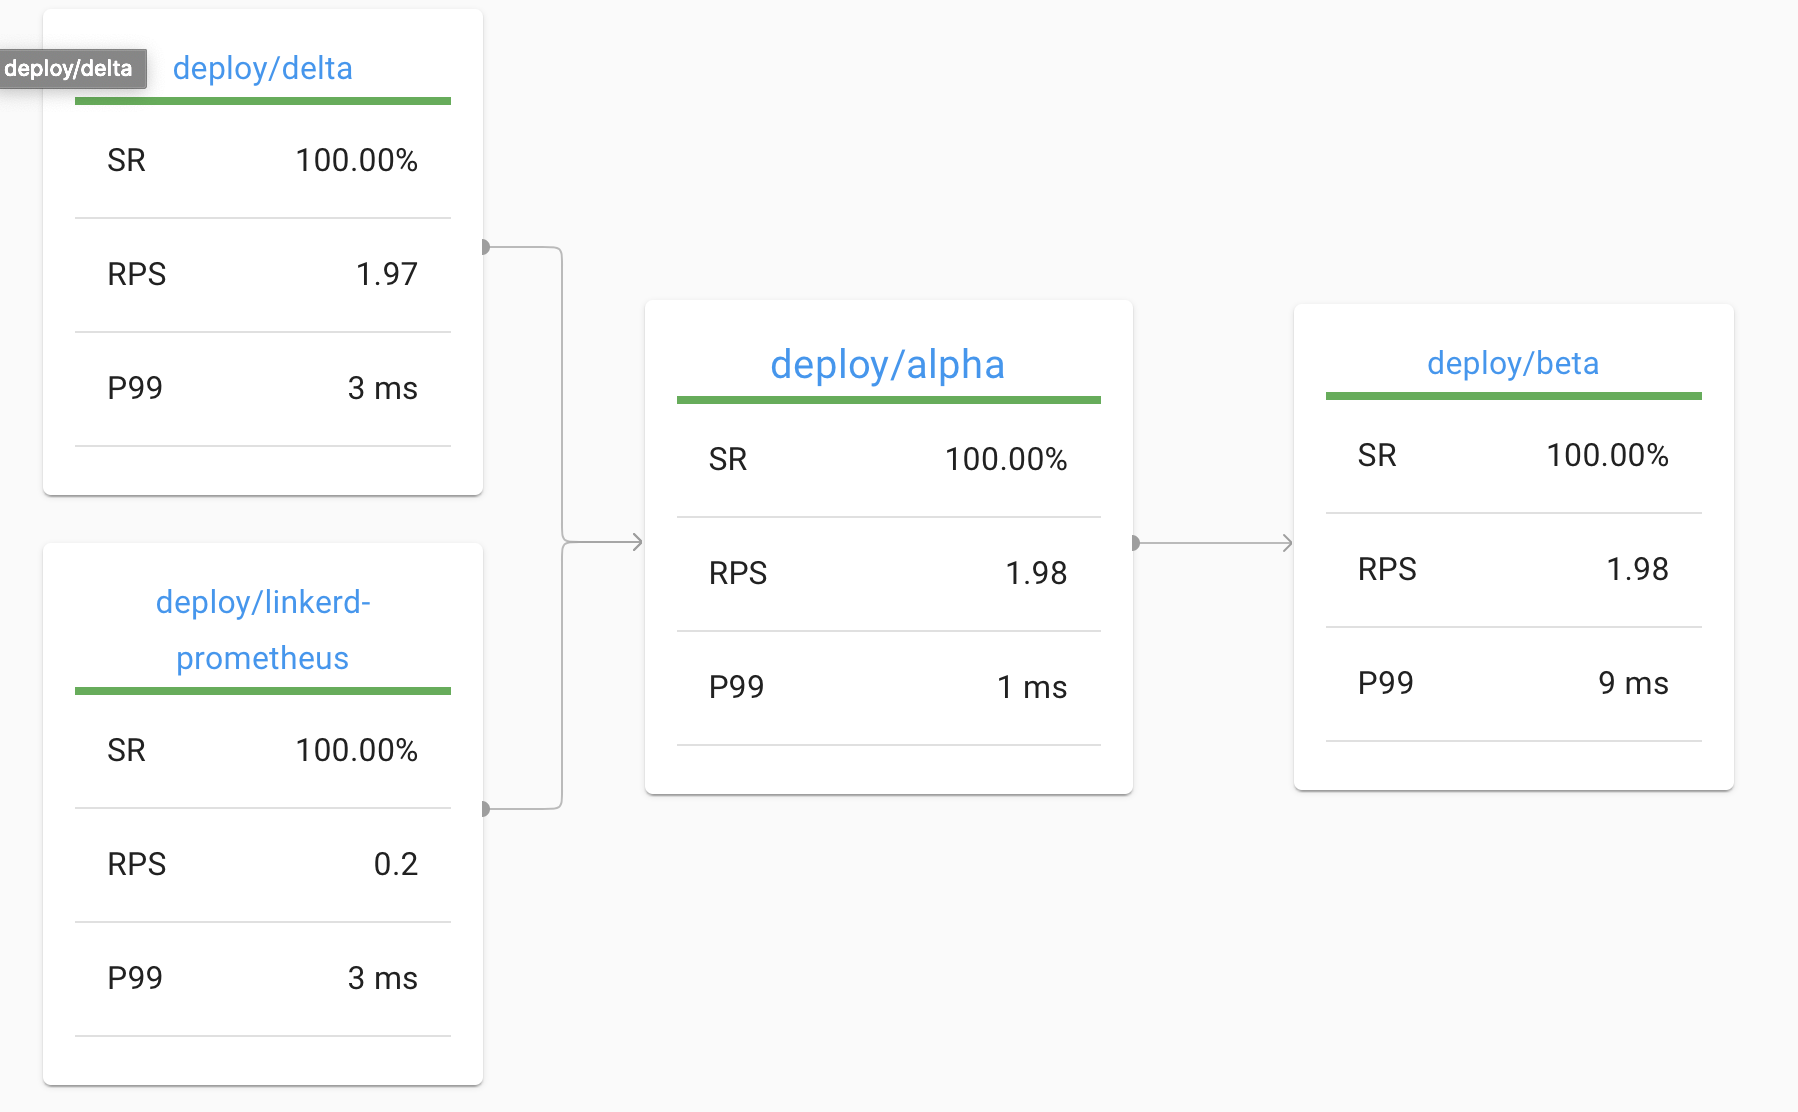 deploy/delta
deploy/delta
SR 100.00%
RPS 1.97
P99 3 ms
deploy/linkerd-
prometheus
SR 100.00%
RPS 0.2
P99 3 ms
deploy/alpha
SR 100.00%
RPS 1.98
P99 1 ms
deploy/beta
SR 100.00%
RPS 1.98
P99 9 ms